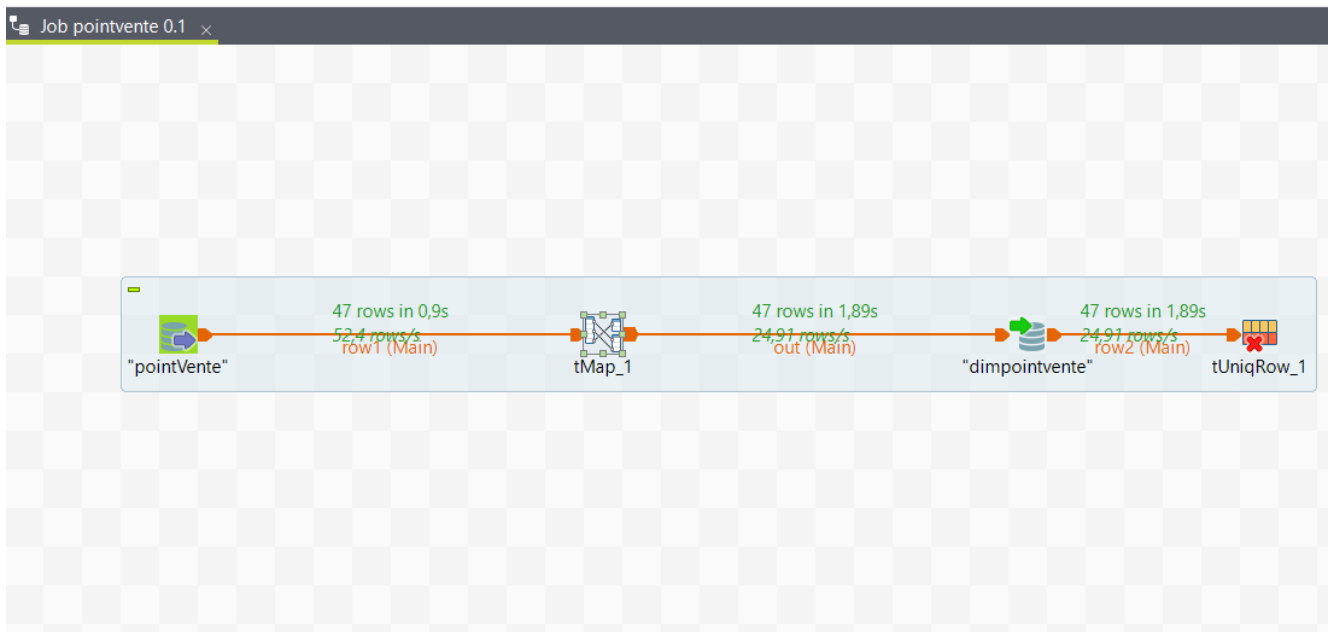 Job pointvente 0.1
47 rows in 0,9s
52,4 rows/s
row1 (Main)
47 rows in 1,89s
24,91 rows/s
out (Main)
47 rows in 1,89s
24,91 rows/s
row2 (Main)
"pointVente"
tMap_1
"dimpointvente"
tUniqRow_1